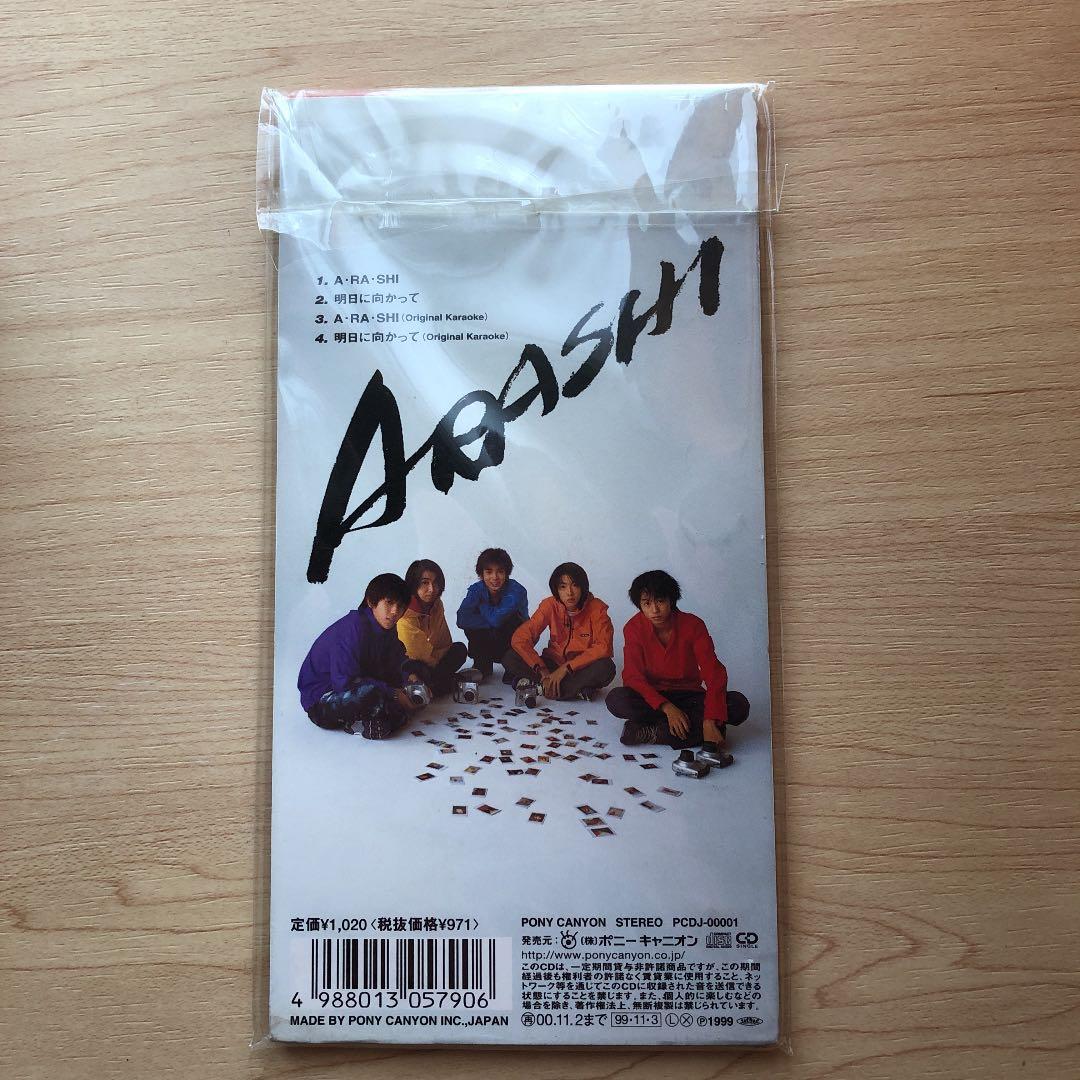 1. A・RA・SHI
2. 明日に向かって
3. A・RA・SHI (Original Karaoke)
4. 明日に向かって (Original Karaoke)
ARASHI
定価¥1,020〈税抜価格¥971〉
4 988013 057906
MADE BY PONY CANYON INC.,JAPAN
PONY CANYON STEREO PCDJ-00001
発売元: (株)ポニーキャニオン COMPACT disc DIGITAL AUDIO CD SINGLE
http://www.ponycanyon.co.jp/
このCDは、一定期間貸与非許諾商品ですが、この期間
経過後も権利者の許諾なく賃貸業に使用すること、ネッ
トワーク等を通じてこのCDに収録された音を送信できる
状態にすることを禁じます。また、個人的に楽しむなどの
場合を除き、著作権法上、無断複製は禁じられています。
再00.11.2まで 99・11・3 Ⓛ Ⓧ Ⓟ1999